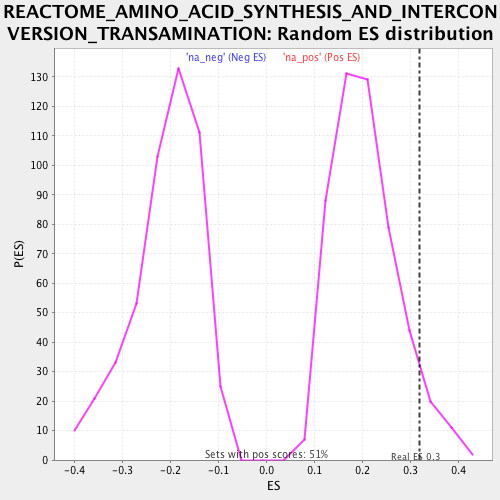 REACTOME_AMINO_ACID_SYNTHESIS_AND_INTERCON
VERSION_TRANSAMINATION: Random ES distribution
'na_neg' (Neg ES) 'na_pos' (Pos ES)
130
120
110
100
90
80
70
60
50
40
30
20
10
0
P(ES)
Sets with pos scores: 51%
Real ES 0.3
-0.4 -0.3 -0.2 -0.1 0.0 0.1 0.2 0.3 0.4
ES